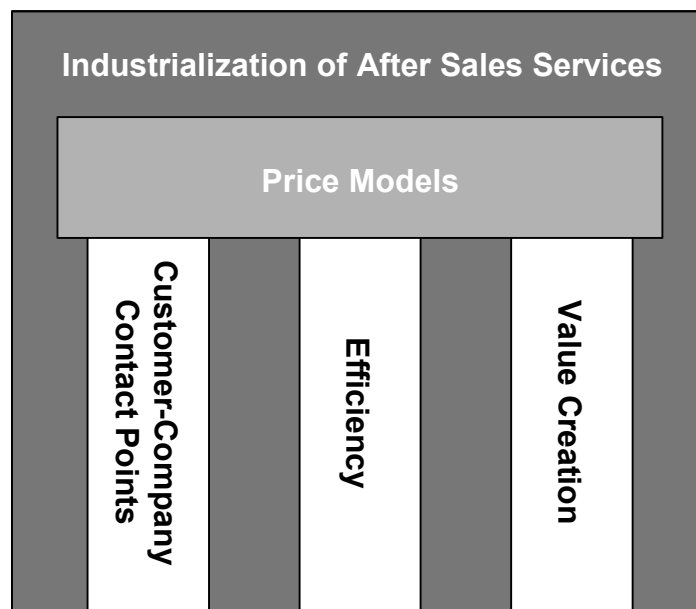 Industrialization of After Sales Services
Price Models
Customer-Company
Contact Points
Efficiency
Value Creation